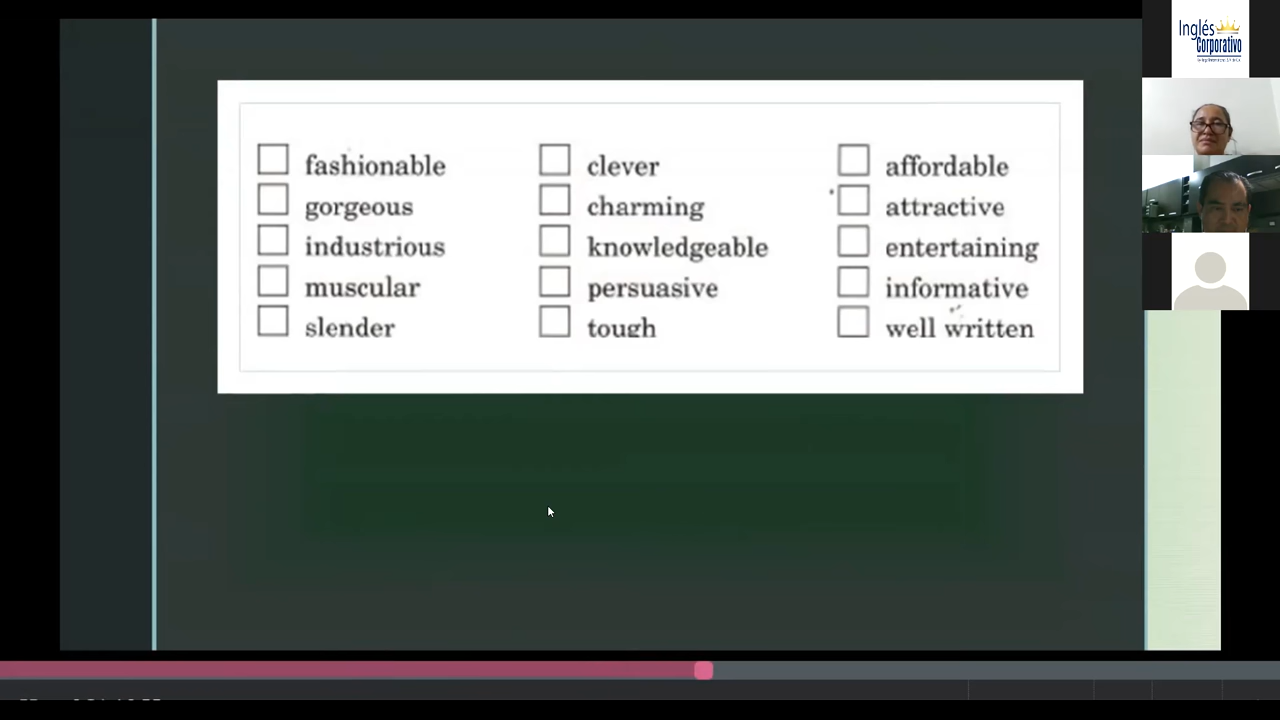 fashionable
gorgeous
industrious
muscular
slender
clever
charming
knowledgeable
persuasive
tough
affordable
attractive
entertaining
informative
well written
Inglés
Corporativo